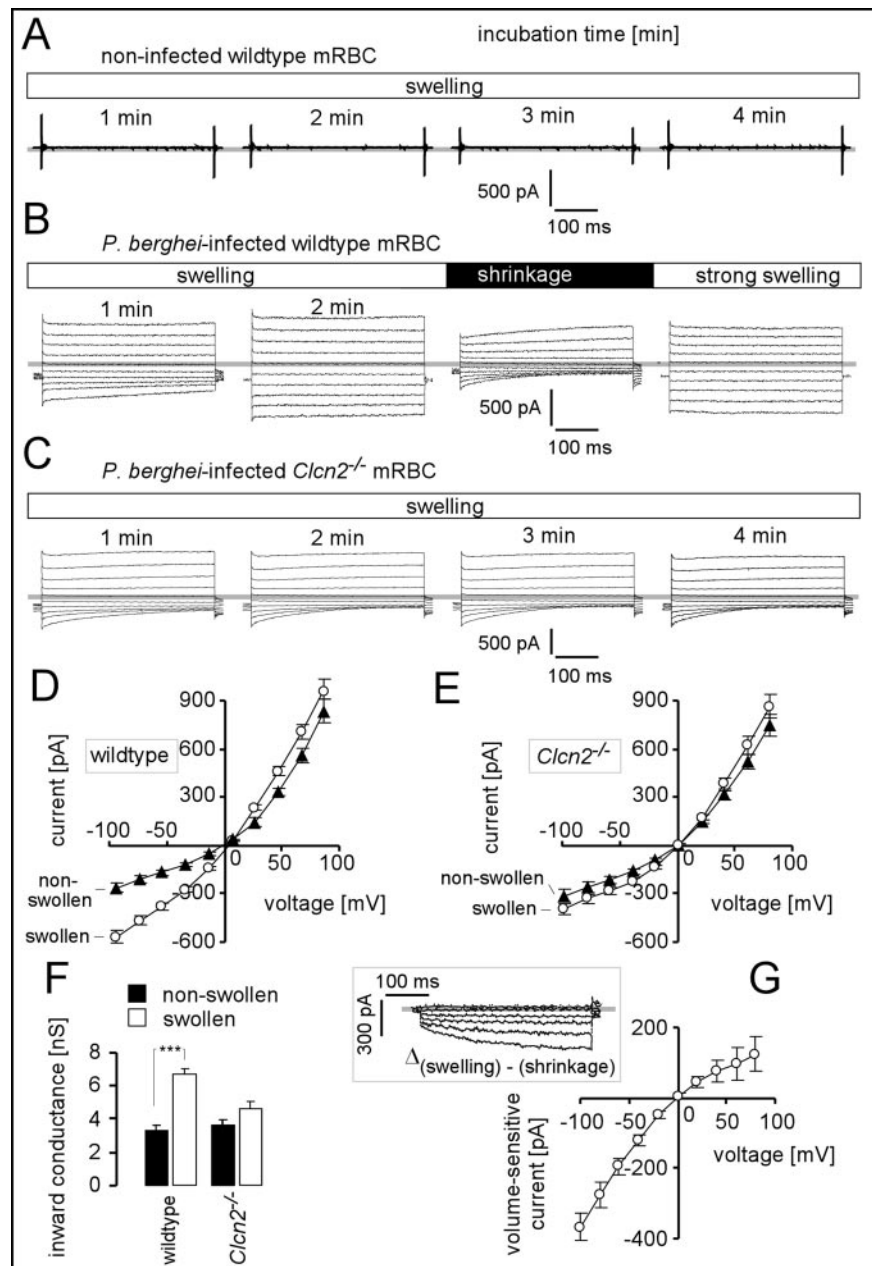 A
incubation time [min]
non-infected wildtype mRBC
swelling
1 min 2 min 3 min 4 min
500 pA
100 ms
B
P. berghei-infected wildtype mRBC
swelling shrinkage strong swelling
1 min 2 min
500 pA
100 ms
C
P. berghei-infected Clcn2-/- mRBC
swelling
1 min 2 min 3 min 4 min
500 pA
100 ms
D
900
wildtype
600
current [pA]
300
-100 -50
0 50 100
non-swollen
-300
voltage [mV]
swollen
-600
E
900
Clcn2-/-
600
current [pA]
300
-100 -50
0 50 100
non-swollen
-300
swollen
voltage [mV]
-600
F
non-swollen
swollen
inward conductance [nS]
8
6
4
2
0
***
wildtype
Clcn2-/-
100 ms
300 pA
Δ(swelling) - (shrinkage)
G
200
-100 -50
0 50 100
voltage [mV]
-200
volume-sensitive
current [pA]
-400